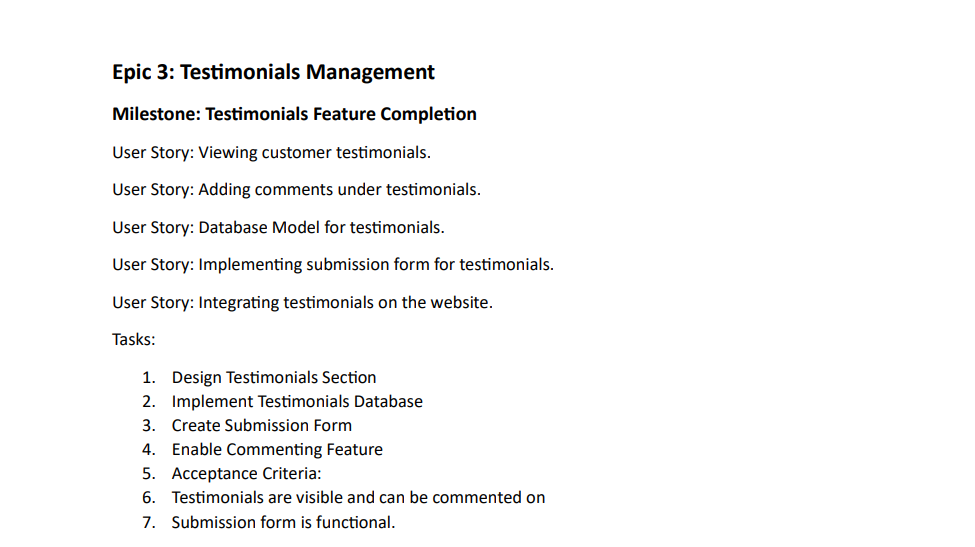 Epic 3: Testimonials Management
Milestone: Testimonials Feature Completion
User Story: Viewing customer testimonials.
User Story: Adding comments under testimonials.
User Story: Database Model for testimonials.
User Story: Implementing submission form for testimonials.
User Story: Integrating testimonials on the website.
Tasks:
1. Design Testimonials Section
2. Implement Testimonials Database
3. Create Submission Form
4. Enable Commenting Feature
5. Acceptance Criteria:
6. Testimonials are visible and can be commented on
7. Submission form is functional.